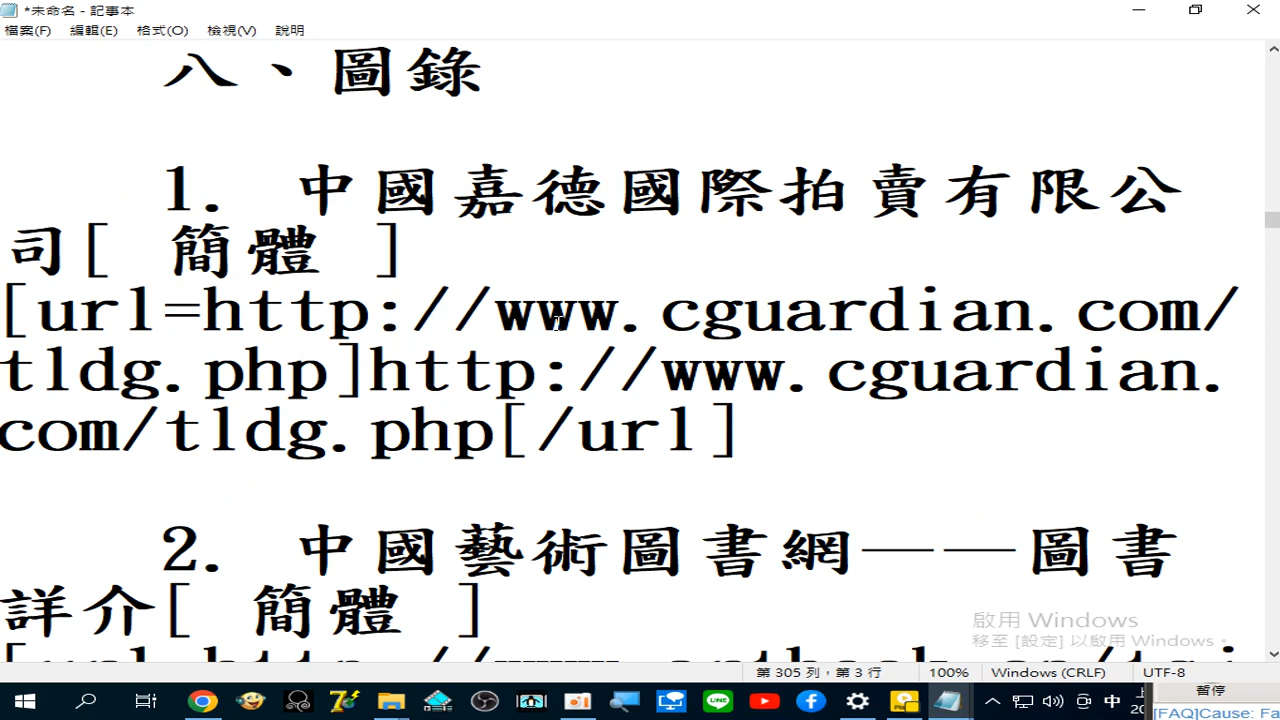 *未命名 - 記事本
檔案(F) 編輯(E) 格式(O) 檢視(V) 說明
八、圖錄
1. 中國嘉德國際拍賣有限公
司[ 簡體 ]
[url=http://www.cguardian.com/
tldg.php]http://www.cguardian.
com/tldg.php[/url]
2. 中國藝術圖書網──圖書
詳介[ 簡體 ]
啟用 Windows
移至 [設定] 以啟用 Windows。
第 305 列，第 3 行 100% Windows (CRLF) UTF-8
中
暫停
[FAQ]Cause: Fa